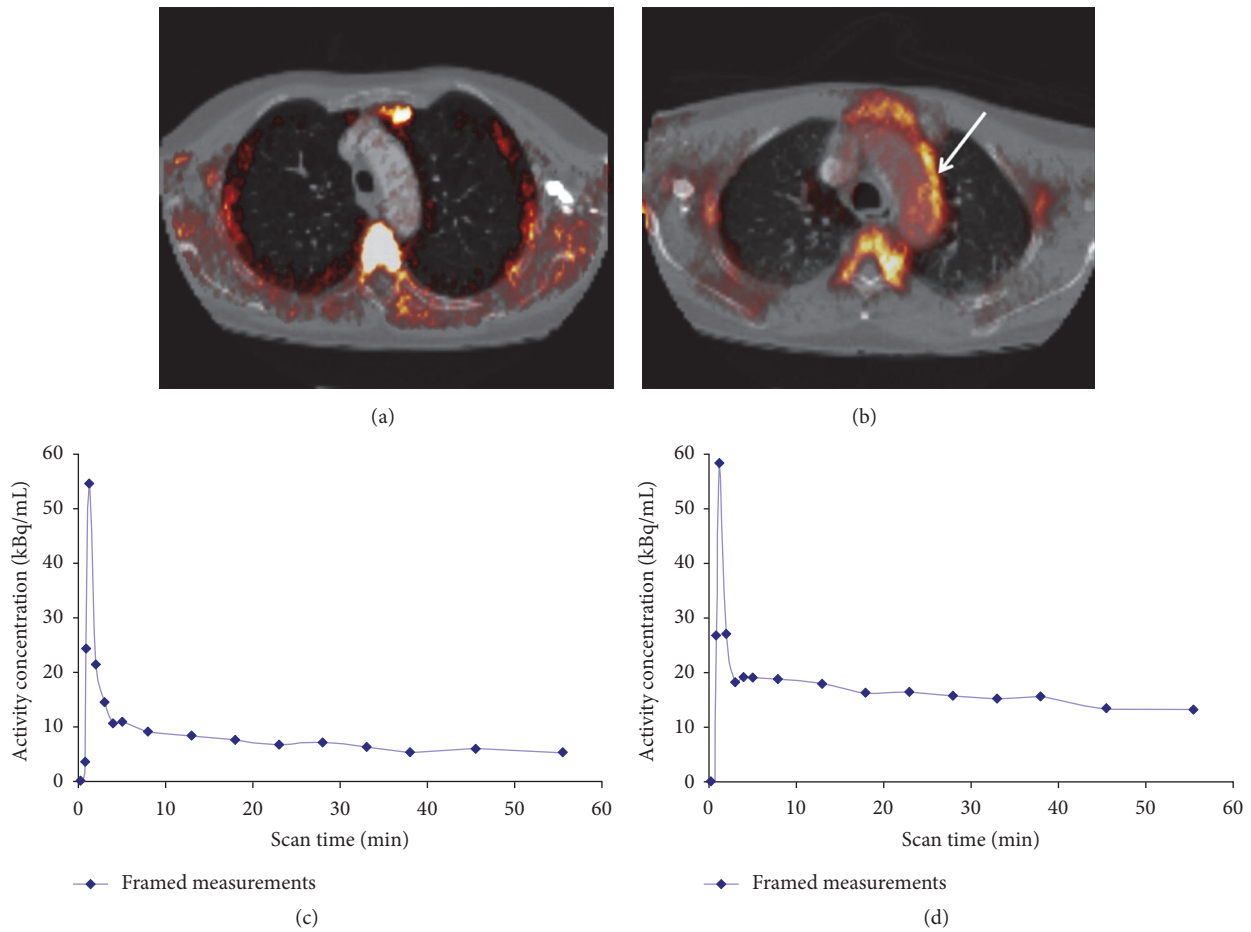 (a)
(b)
60
50
40
30
20
10
0
Activity concentration (kBq/mL)
0 10 20 30 40 50 60
Scan time (min)
Framed measurements
(c)
60
50
40
30
20
10
0
Activity concentration (kBq/mL)
0 10 20 30 40 50 60
Scan time (min)
Framed measurements
(d)